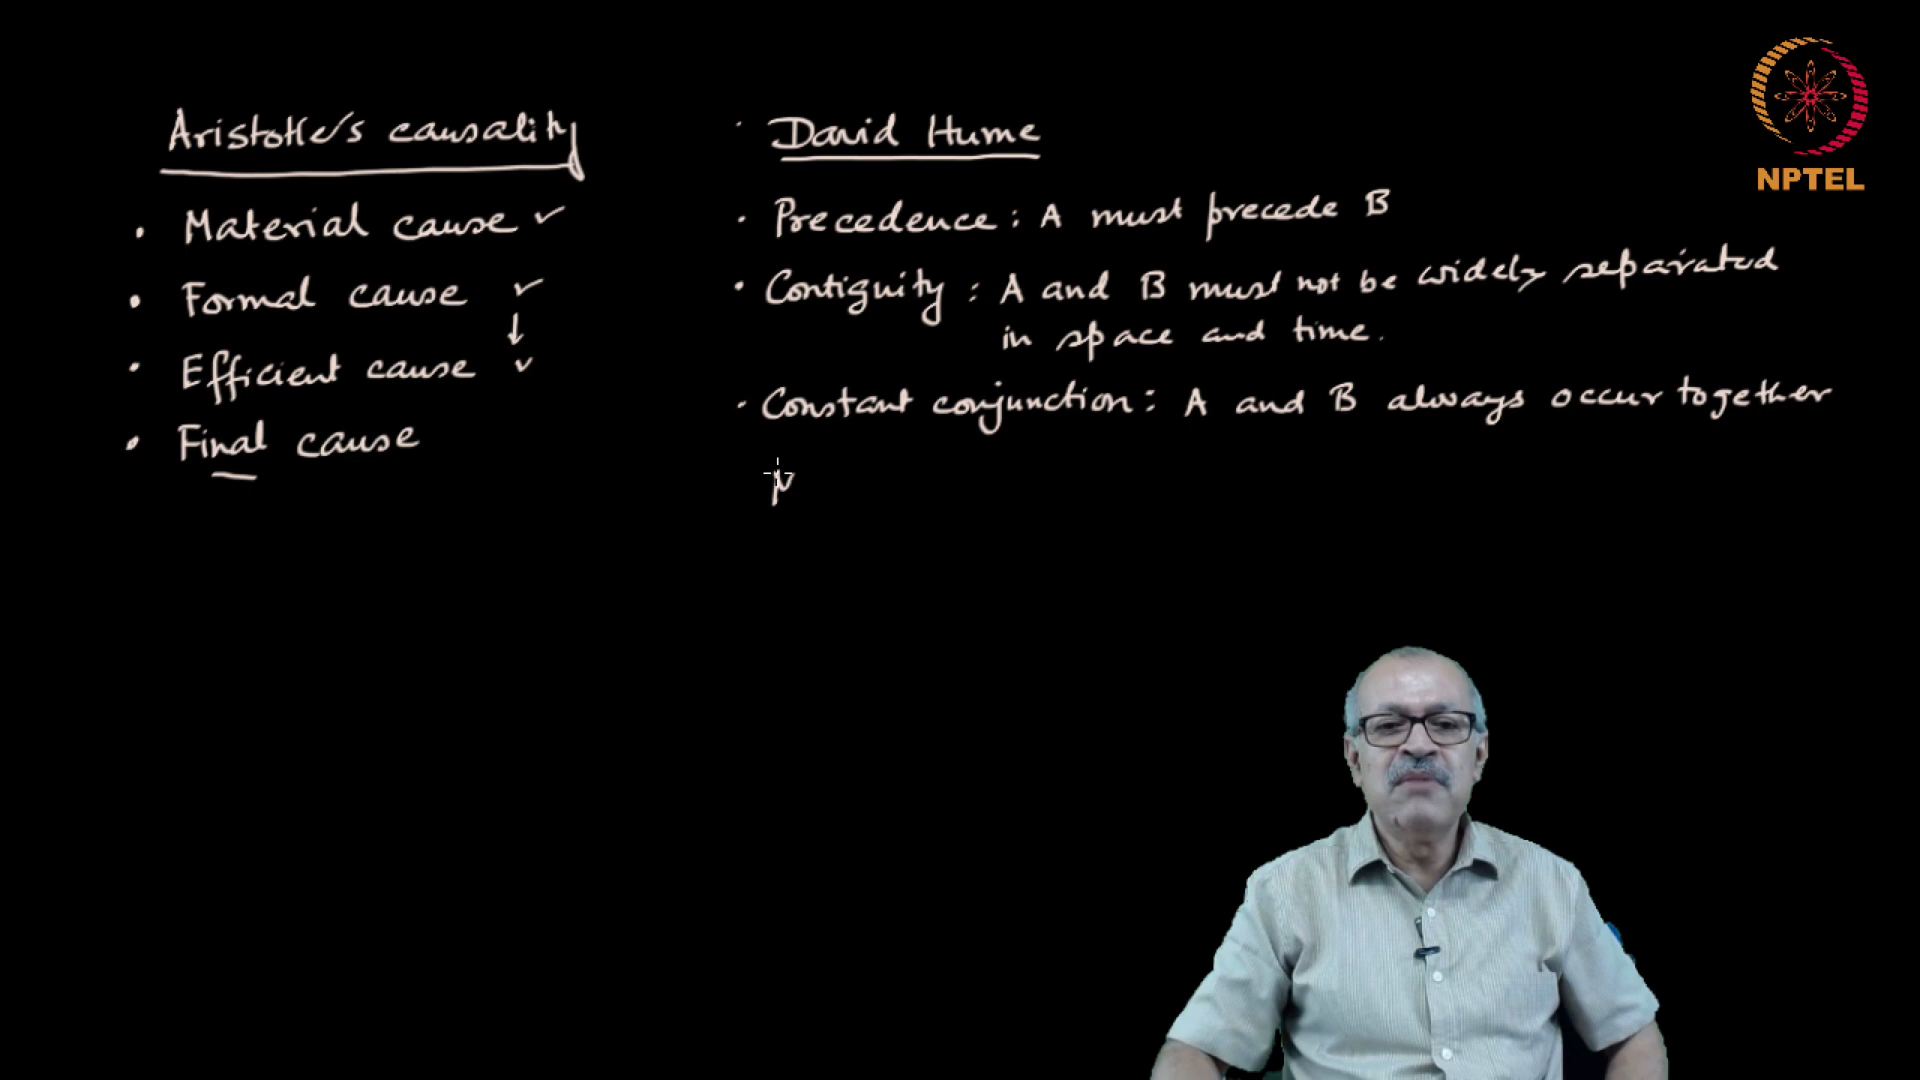 Aristotle's causality
• Material cause ✓
• Formal cause ✓
↓
• Efficient cause ✓
• Final cause
· David Hume
· Precedence : A must precede B
· Contiguity : A and B must not be widely separated
in space and time.
· Constant conjunction : A and B always occur together
NPTEL